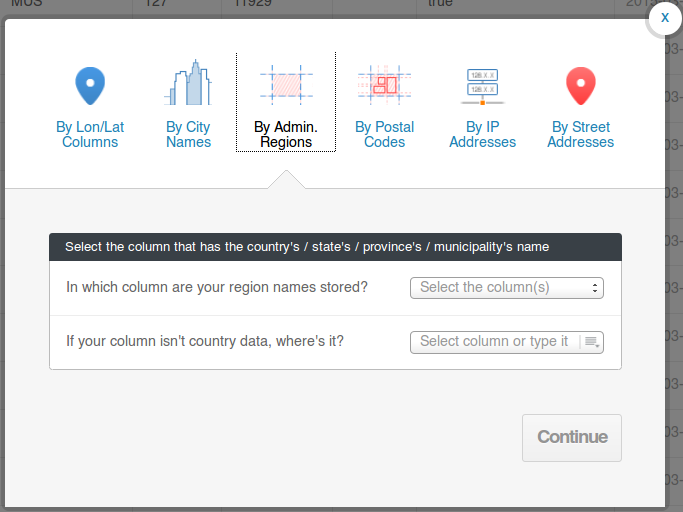 MUS 127 11929 true 2015-03-
X
By Lon/Lat
Columns
By City
Names
By Admin.
Regions
By Postal
Codes
128.X.X
128.X.X
By IP
Addresses
By Street
Addresses
Select the column that has the country's / state's / province's / municipality's name
In which column are your region names stored?
Select the column(s)
If your column isn't country data, where's it?
Select column or type it
Continue